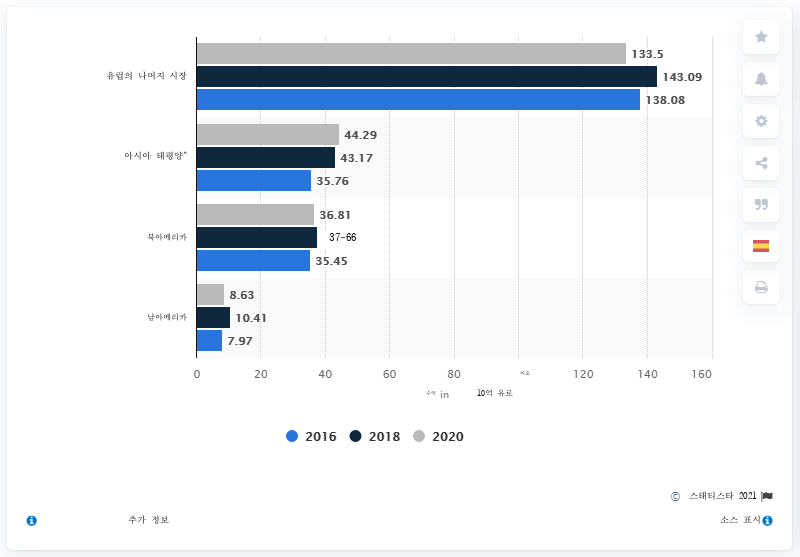 133.5
유럽의 나머지 시장
143.09
138.08
44.29
아시아 태평양"
43.17
35.76
36.81
북아메리카
37-66
35.45
8.63
남아메리카
10.41
7.97
0 20 40 60 80 120 140 160
in 10억 유로
2016 2018 2020
© 스태티스타 2021
추가 정보 소스 표시